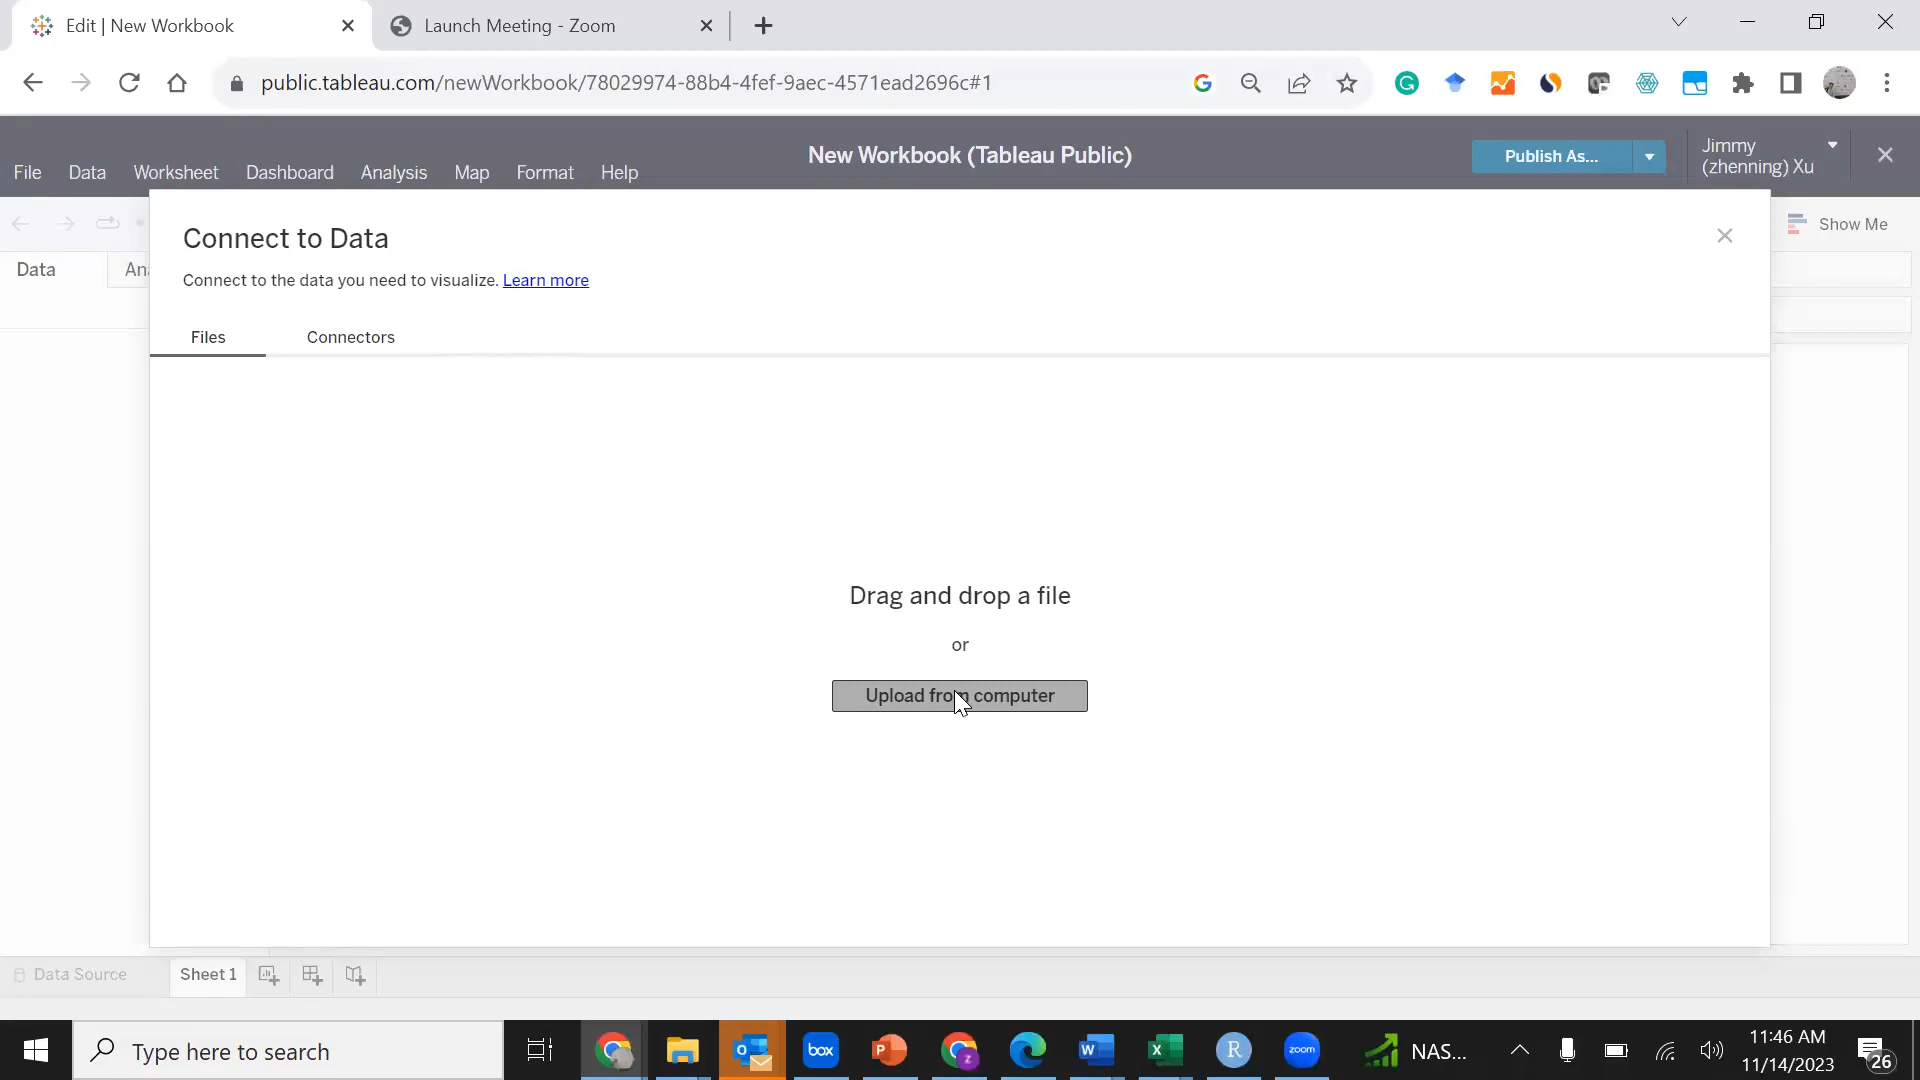 Edit | New Workbook
Launch Meeting - Zoom
public.tableau.com/newWorkbook/78029974-88b4-4fef-9aec-4571ead2696c#1
New Workbook (Tableau Public)
Publish As...
Jimmy
(zhenning) Xu
File Data Worksheet Dashboard Analysis Map Format Help
Connect to Data
Show Me
Data
Connect to the data you need to visualize. Learn more
Files Connectors
Drag and drop a file
or
Upload from computer
Data Source Sheet 1
Type here to search
box
zoom
NAS...
11:46 AM
11/14/2023
26